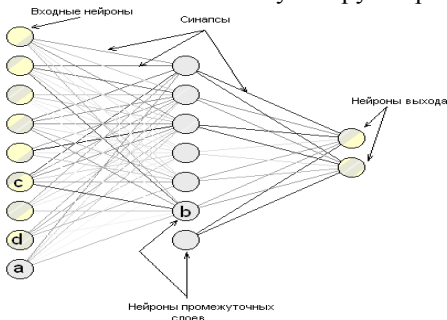 Входные нейроны
Синапсы
Нейроны выхода
c
b
d
a
Нейроны промежуточных
слоев